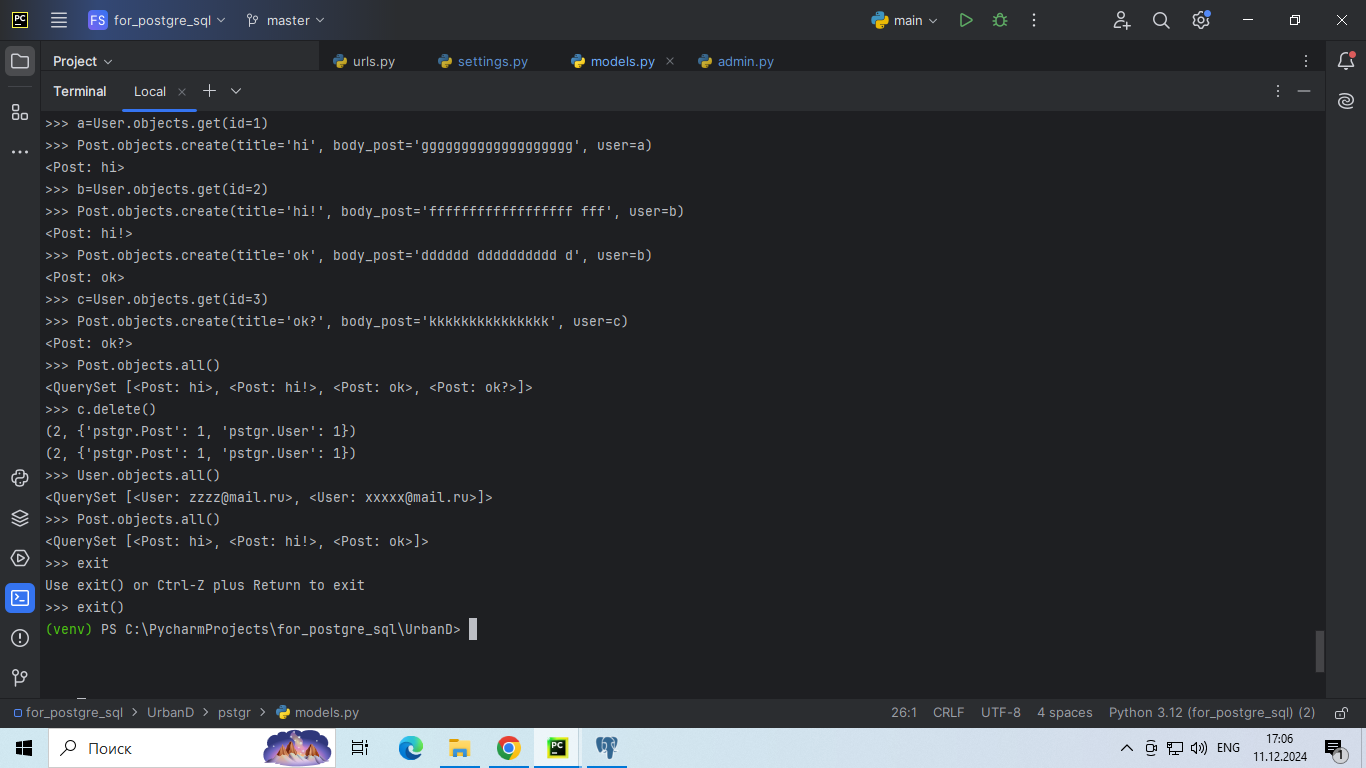 PC FS for_postgre_sql master main
Project urls.py settings.py models.py admin.py
Terminal Local
>>> a=User.objects.get(id=1)
>>> Post.objects.create(title='hi', body_post='ggggggggggggggggggg', user=a)
<Post: hi>
>>> b=User.objects.get(id=2)
>>> Post.objects.create(title='hi!', body_post='ffffffffffffffffff fff', user=b)
<Post: hi!>
>>> Post.objects.create(title='ok', body_post='dddddd dddddddddd d', user=b)
<Post: ok>
>>> c=User.objects.get(id=3)
>>> Post.objects.create(title='ok?', body_post='kkkkkkkkkkkkkkk', user=c)
<Post: ok?>
>>> Post.objects.all()
<QuerySet [<Post: hi>, <Post: hi!>, <Post: ok>, <Post: ok?>]>
>>> c.delete()
(2, {'pstgr.Post': 1, 'pstgr.User': 1})
(2, {'pstgr.Post': 1, 'pstgr.User': 1})
>>> User.objects.all()
<QuerySet [<User: zzzz@mail.ru>, <User: xxxxx@mail.ru>]>
>>> Post.objects.all()
<QuerySet [<Post: hi>, <Post: hi!>, <Post: ok>]>
>>> exit
Use exit() or Ctrl-Z plus Return to exit
>>> exit()
(venv) PS C:\PycharmProjects\for_postgre_sql\UrbanD>
for_postgre_sql > UrbanD > pstgr > models.py 26:1 CRLF UTF-8 4 spaces Python 3.12 (for_postgre_sql) (2)
Поиск PC ENG 17:06
11.12.2024 1